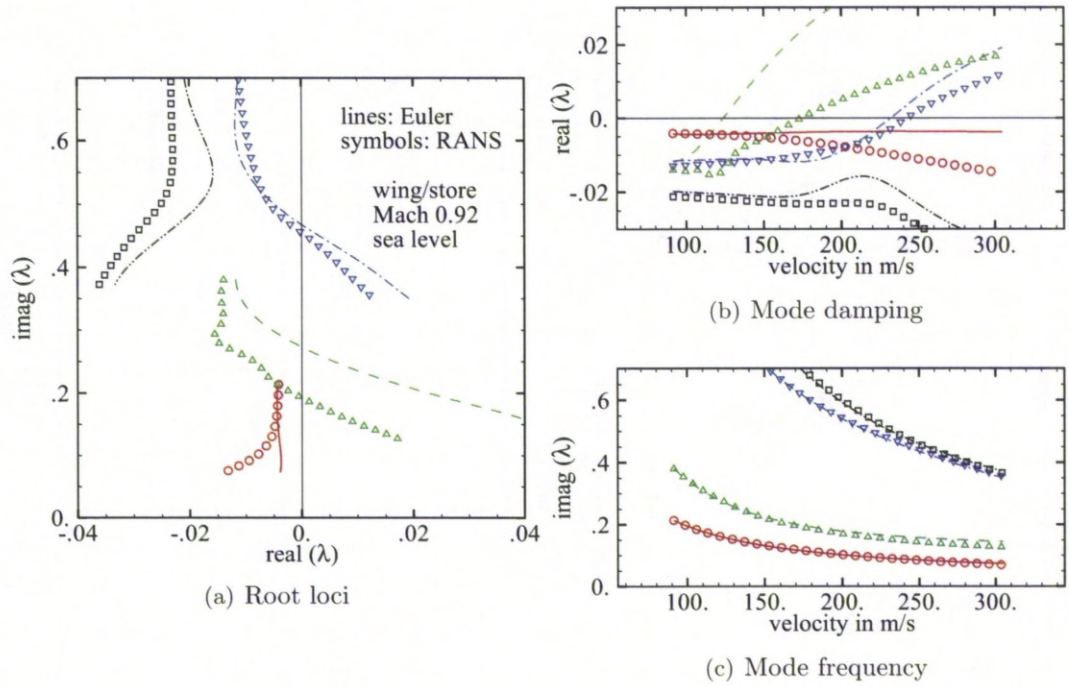 .6
.4
.2
0.
-.04
-.02
0.
.02
.04
imag (λ)
real (λ)
lines: Euler
symbols: RANS
wing/store
Mach 0.92
sea level
(a) Root loci
.02
0.
-.02
real (λ)
100.
150.
200.
250.
300.
velocity in m/s
(b) Mode damping
.6
.4
.2
0.
imag (λ)
100.
150.
200.
250.
300.
velocity in m/s
(c) Mode frequency